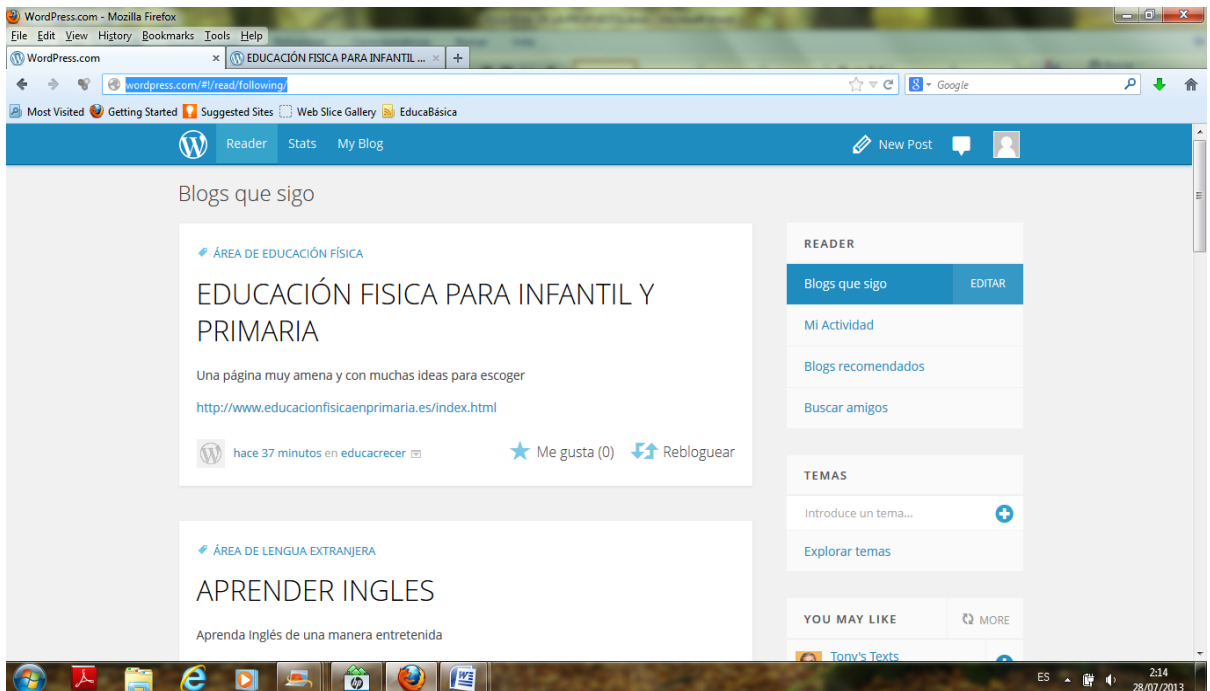 WordPress.com - Mozilla Firefox
File Edit View History Bookmarks Tools Help
WordPress.com × EDUCACIÓN FISICA PARA INFANTIL ... × +
wordpress.com/#!/read/following/ Google
Most Visited Getting Started Suggested Sites Web Slice Gallery EducaBásica
Reader Stats My Blog New Post
Blogs que sigo
ÁREA DE EDUCACIÓN FÍSICA
EDUCACIÓN FISICA PARA INFANTIL Y
PRIMARIA
Una página muy amena y con muchas ideas para escoger
http://www.educacionfisicaenprimaria.es/index.html
hace 37 minutos en educacrecer Me gusta (0) Rebloguear
ÁREA DE LENGUA EXTRANJERA
APRENDER INGLES
Aprenda Inglés de una manera entretenida
READER
Blogs que sigo EDITAR
Mi Actividad
Blogs recomendados
Buscar amigos
TEMAS
Introduce un tema...
Explorar temas
YOU MAY LIKE MORE
Tony's Texts
ES 2:14
28/07/2013